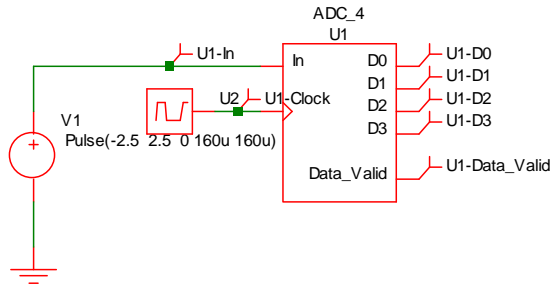 ADC_4
U1
U1-In
In
D0
U1-D0
D1
U1-D1
U2
U1-Clock
D2
U1-D2
V1
D3
U1-D3
Pulse(-2.5 2.5 0 160u 160u)
Data_Valid
U1-Data_Valid